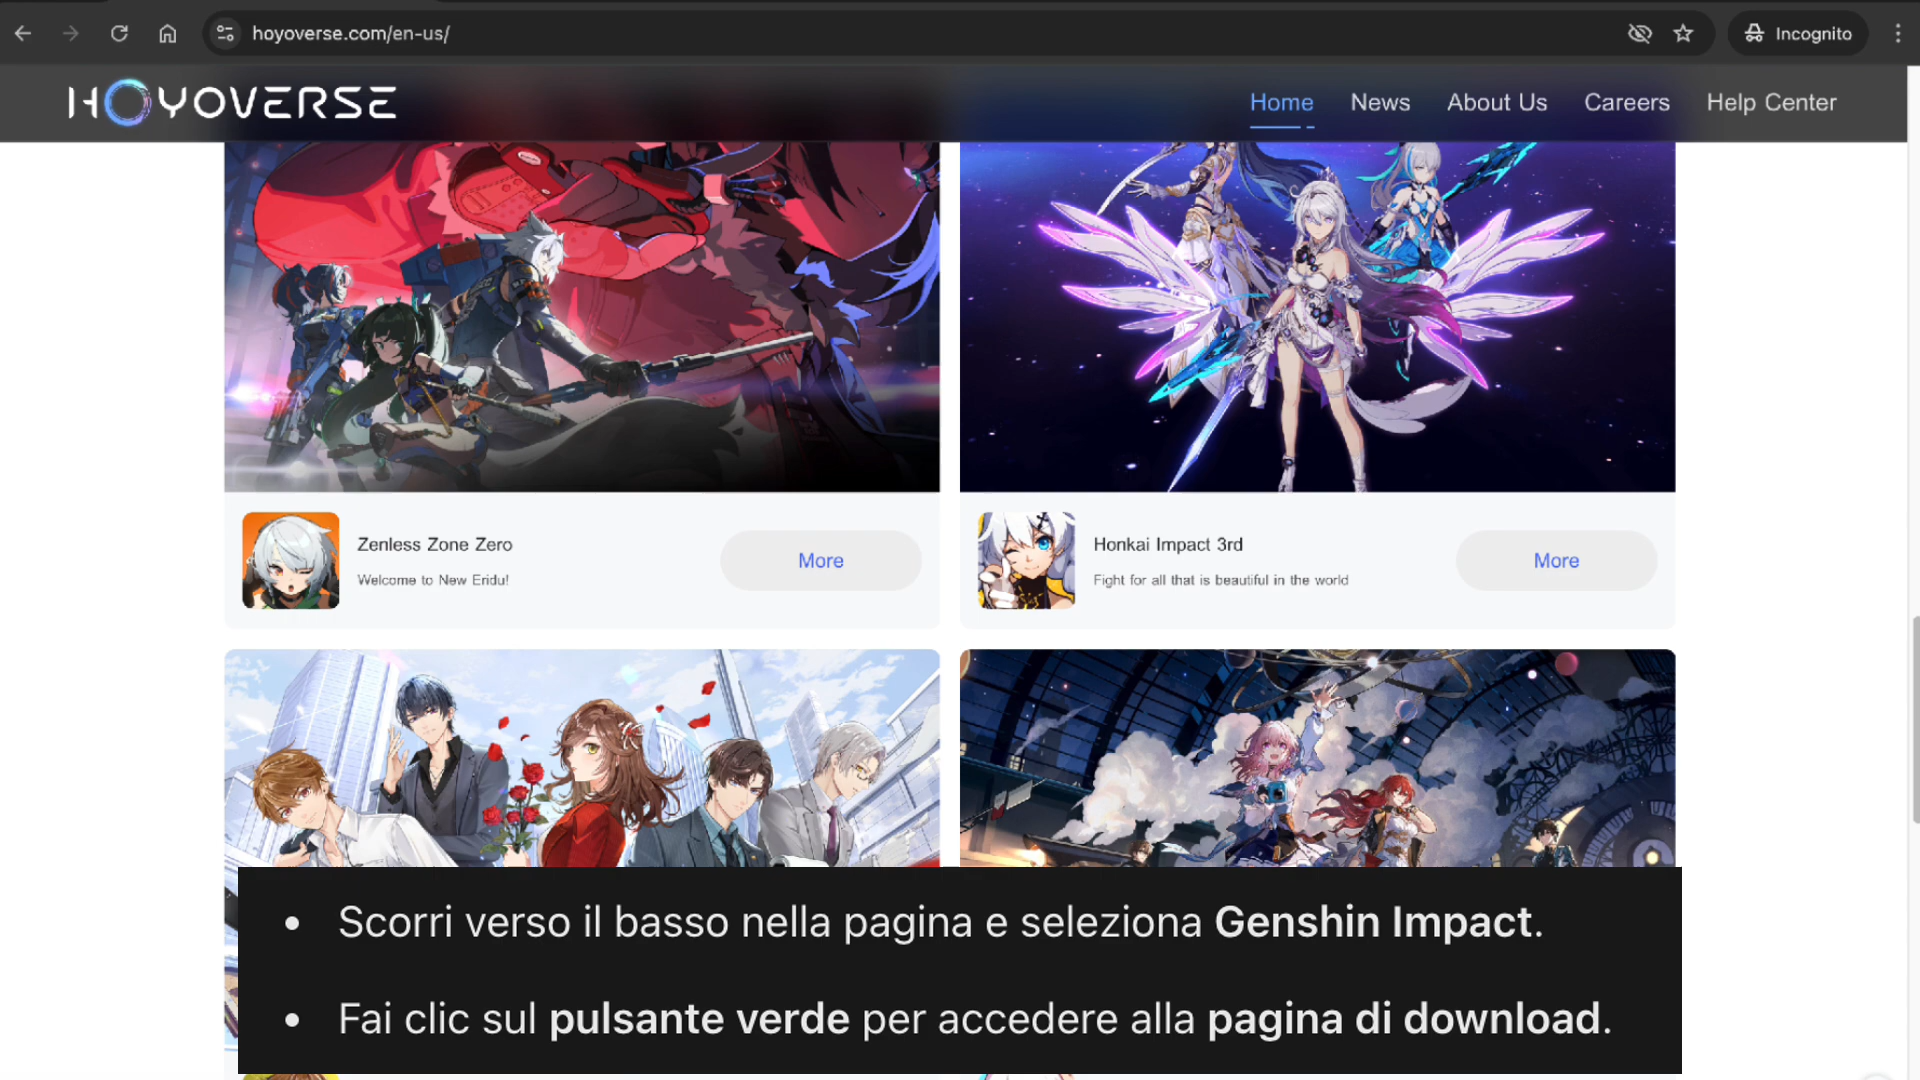 hoyoverse.com/en-us/
Incognito
HOYOVERSE
Home News About Us Careers Help Center
Zenless Zone Zero
Welcome to New Eridu!
More
Honkai Impact 3rd
Fight for all that is beautiful in the world
More
• Scorri verso il basso nella pagina e seleziona Genshin Impact.
• Fai clic sul pulsante verde per accedere alla pagina di download.